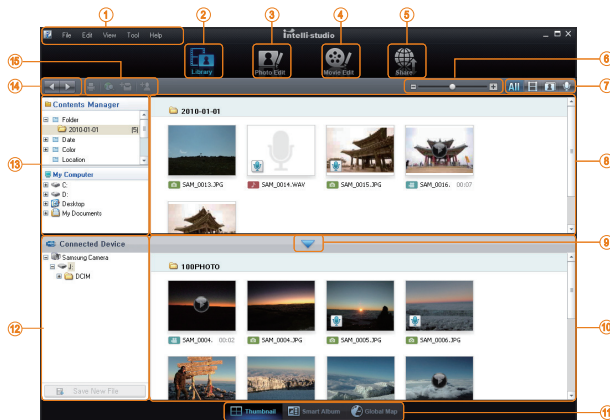 1 2 3 4 5
File Edit View Tool Help
intelli-studio
Library Photo Edit Movie Edit Share
15 6
14 All 7
Contents Manager
Folder
2010-01-01 [5]
Date
Color
Location
13
My Computer
C:
D:
Desktop
My Documents
2010-01-01
SAM_0013.JPG SAM_0014.WAV SAM_0015.JPG SAM_0016. 00:07
8
9
Connected Device
Samsung Camera
J:
DCIM
12
Save New File
100PHOTO
SAM_0004. 00:02 SAM_0004.JPG SAM_0005.JPG SAM_0006.JPG
10
Thumbnail Smart Album Global Map
11